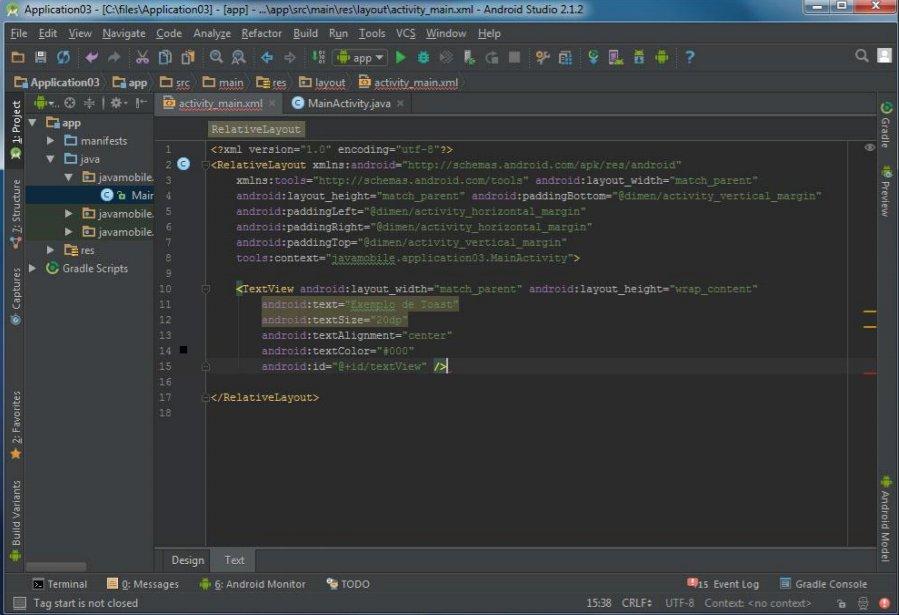 Application03 - [C:\files\Application03] - [app] - ...\app\src\main\res\layout\activity_main.xml - Android Studio 2.1.2
File Edit View Navigate Code Analyze Refactor Build Run Tools VCS Window Help
app
Application03 app src main res layout activity_main.xml
activity_main.xml MainActivity.java
1: Project
7: Structure
Captures
2: Favorites
Build Variants
app
manifests
java
javamobile.
Mair
javamobile.
javamobile.
res
Gradle Scripts
RelativeLayout
1 <?xml version="1.0" encoding="utf-8"?>
2 <RelativeLayout xmlns:android="http://schemas.android.com/apk/res/android"
3 xmlns:tools="http://schemas.android.com/tools" android:layout_width="match_parent"
4 android:layout_height="match_parent" android:paddingBottom="@dimen/activity_vertical_margin"
5 android:paddingLeft="@dimen/activity_horizontal_margin"
6 android:paddingRight="@dimen/activity_horizontal_margin"
7 android:paddingTop="@dimen/activity_vertical_margin"
8 tools:context="javamobile.application03.MainActivity">
9
10 <TextView android:layout_width="match_parent" android:layout_height="wrap_content"
11 android:text="Exemplo de Toast"
12 android:textSize="20dp"
13 android:textAlignment="center"
14 android:textColor="#000"
15 android:id="@+id/textView" />
16
17 </RelativeLayout>
18
Gradle
Preview
Android Model
Design Text
Terminal 0: Messages 6: Android Monitor TODO 15 Event Log Gradle Console
Tag start is not closed 15:38 CRLF UTF-8 Context: <no context>